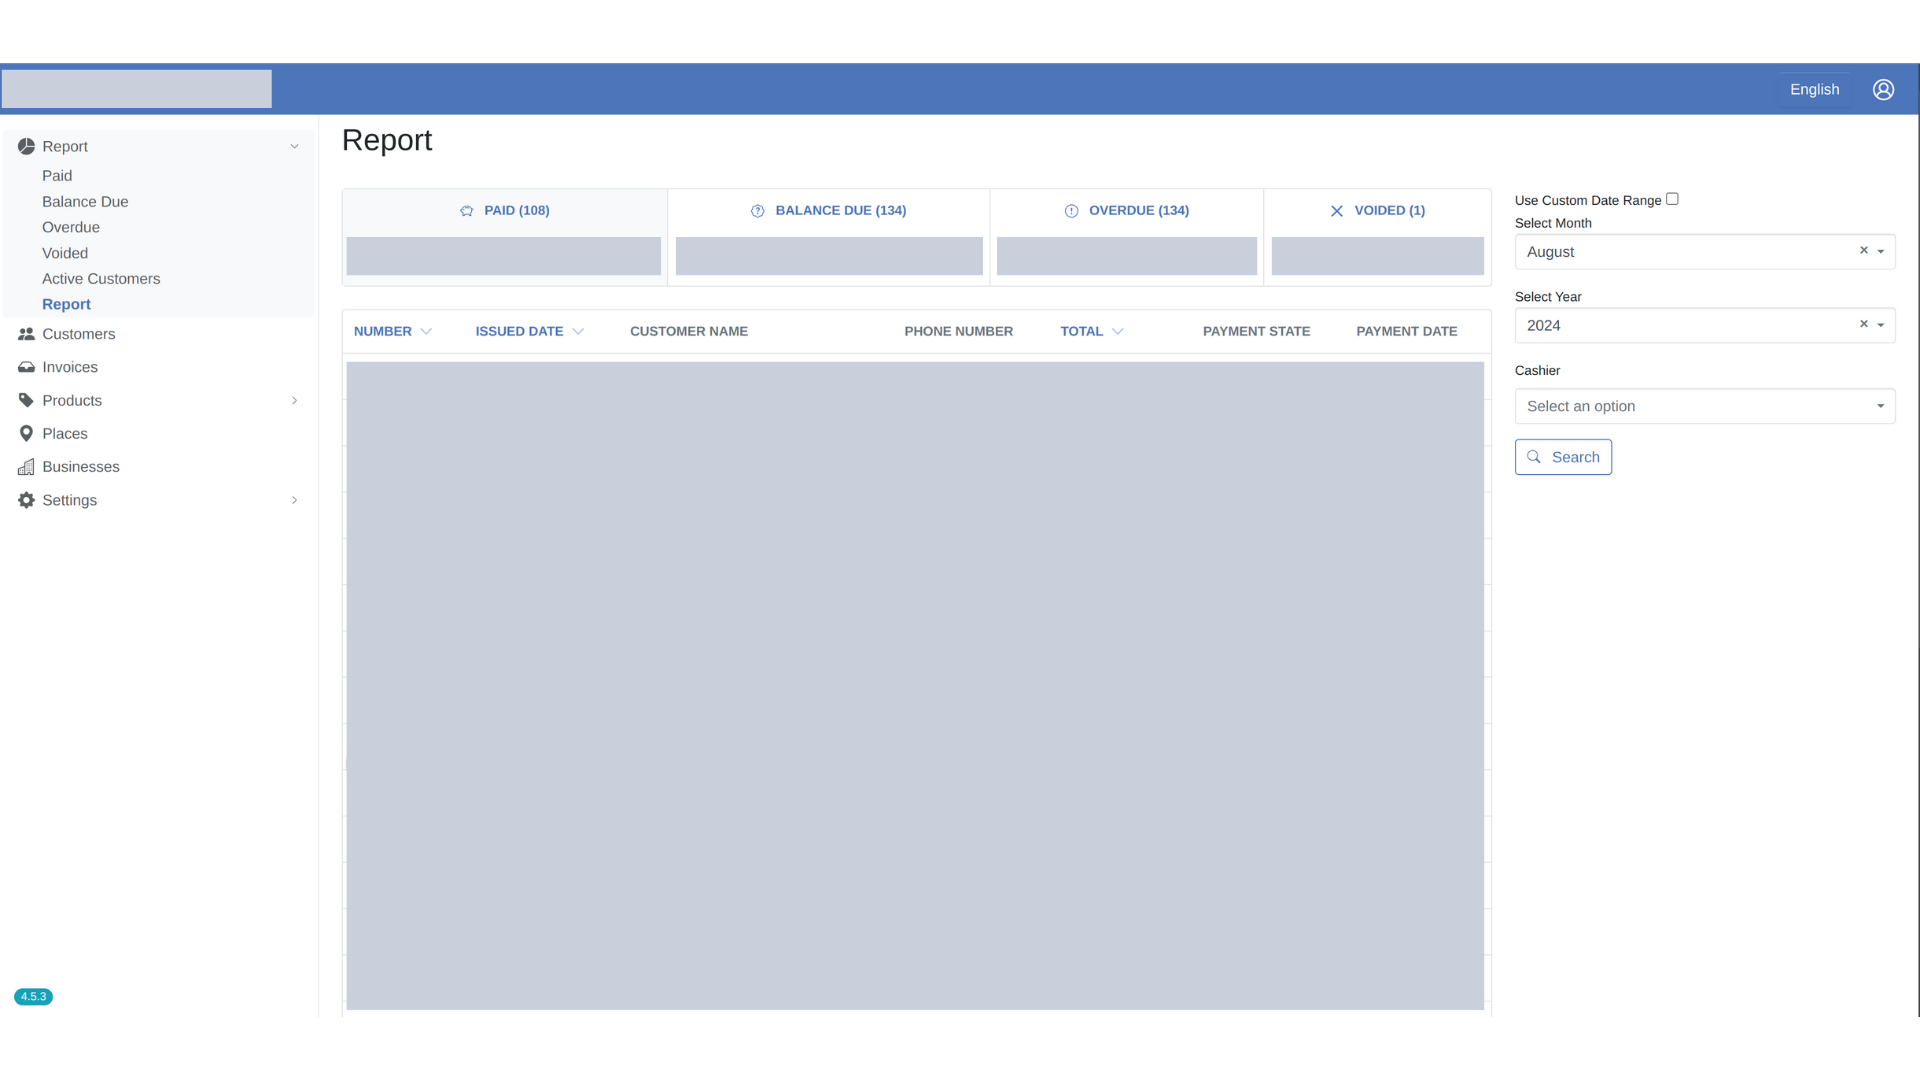 English
Report
Paid
Balance Due
Overdue
Voided
Active Customers
Report
Customers
Invoices
Products
Places
Businesses
Settings
4.5.3
Report
PAID (108)
BALANCE DUE (134)
OVERDUE (134)
VOIDED (1)
NUMBER
ISSUED DATE
CUSTOMER NAME
PHONE NUMBER
TOTAL
PAYMENT STATE
PAYMENT DATE
Use Custom Date Range
Select Month
August
Select Year
2024
Cashier
Select an option
Search